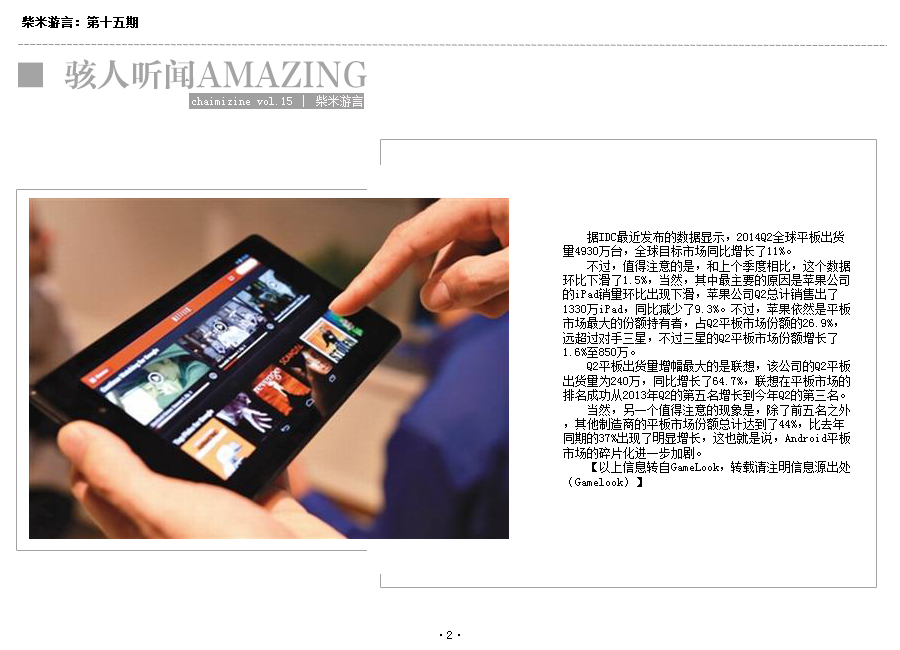 柴米游言：第十五期
骇人听闻AMAZING
chaimizine vol.15 | 柴米游言
据IDC最近发布的数据显示，2014Q2全球平板出货
量4930万台，全球目标市场同比增长了11%。
不过，值得注意的是，和上个季度相比，这个数据
环比下滑了1.5%，当然，其中最主要的原因是苹果公司
的iPad销量环比出现下滑，苹果公司Q2总计销售出了
1330万iPad，同比减少了9.3%。不过，苹果依然是平板
市场最大的份额持有者，占Q2平板市场份额的26.9%，
远超过对手三星，不过三星的Q2平板市场份额增长了
1.6%至850万。
Q2平板出货量增幅最大的是联想，该公司的Q2平板
出货量为240万，同比增长了64.7%，联想在平板市场的
排名成功从2013年Q2的第五名增长到今年Q2的第三名。
当然，另一个值得注意的现象是，除了前五名之外
，其他制造商的平板市场份额总计达到了44%，比去年
同期的37%出现了明显增长，这也就是说，Android平板
市场的碎片化进一步加剧。
【以上信息转自GameLook，转载请注明信息源出处
（Gamelook）】
NETFLIX
revenge
SCANDAL
·2·